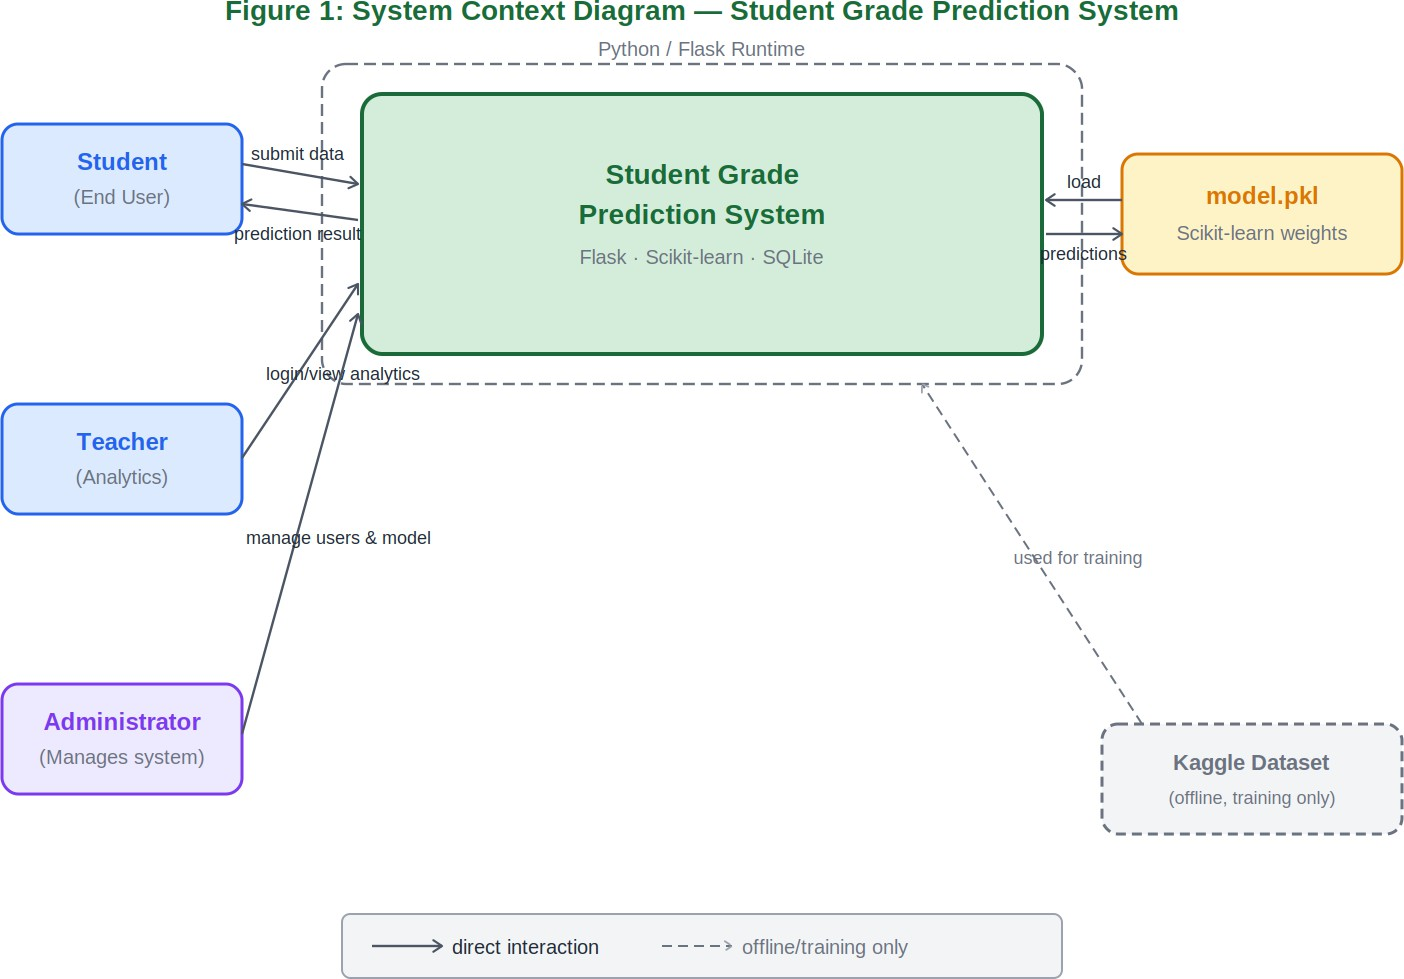 Figure 1: System Context Diagram — Student Grade Prediction System
Python / Flask Runtime
Student
(End User)
submit data
prediction result
Student Grade
Prediction System
Flask · Scikit-learn · SQLite
load
predictions
model.pkl
Scikit-learn weights
login/view analytics
Teacher
(Analytics)
manage users & model
used for training
Administrator
(Manages system)
Kaggle Dataset
(offline, training only)
direct interaction
offline/training only